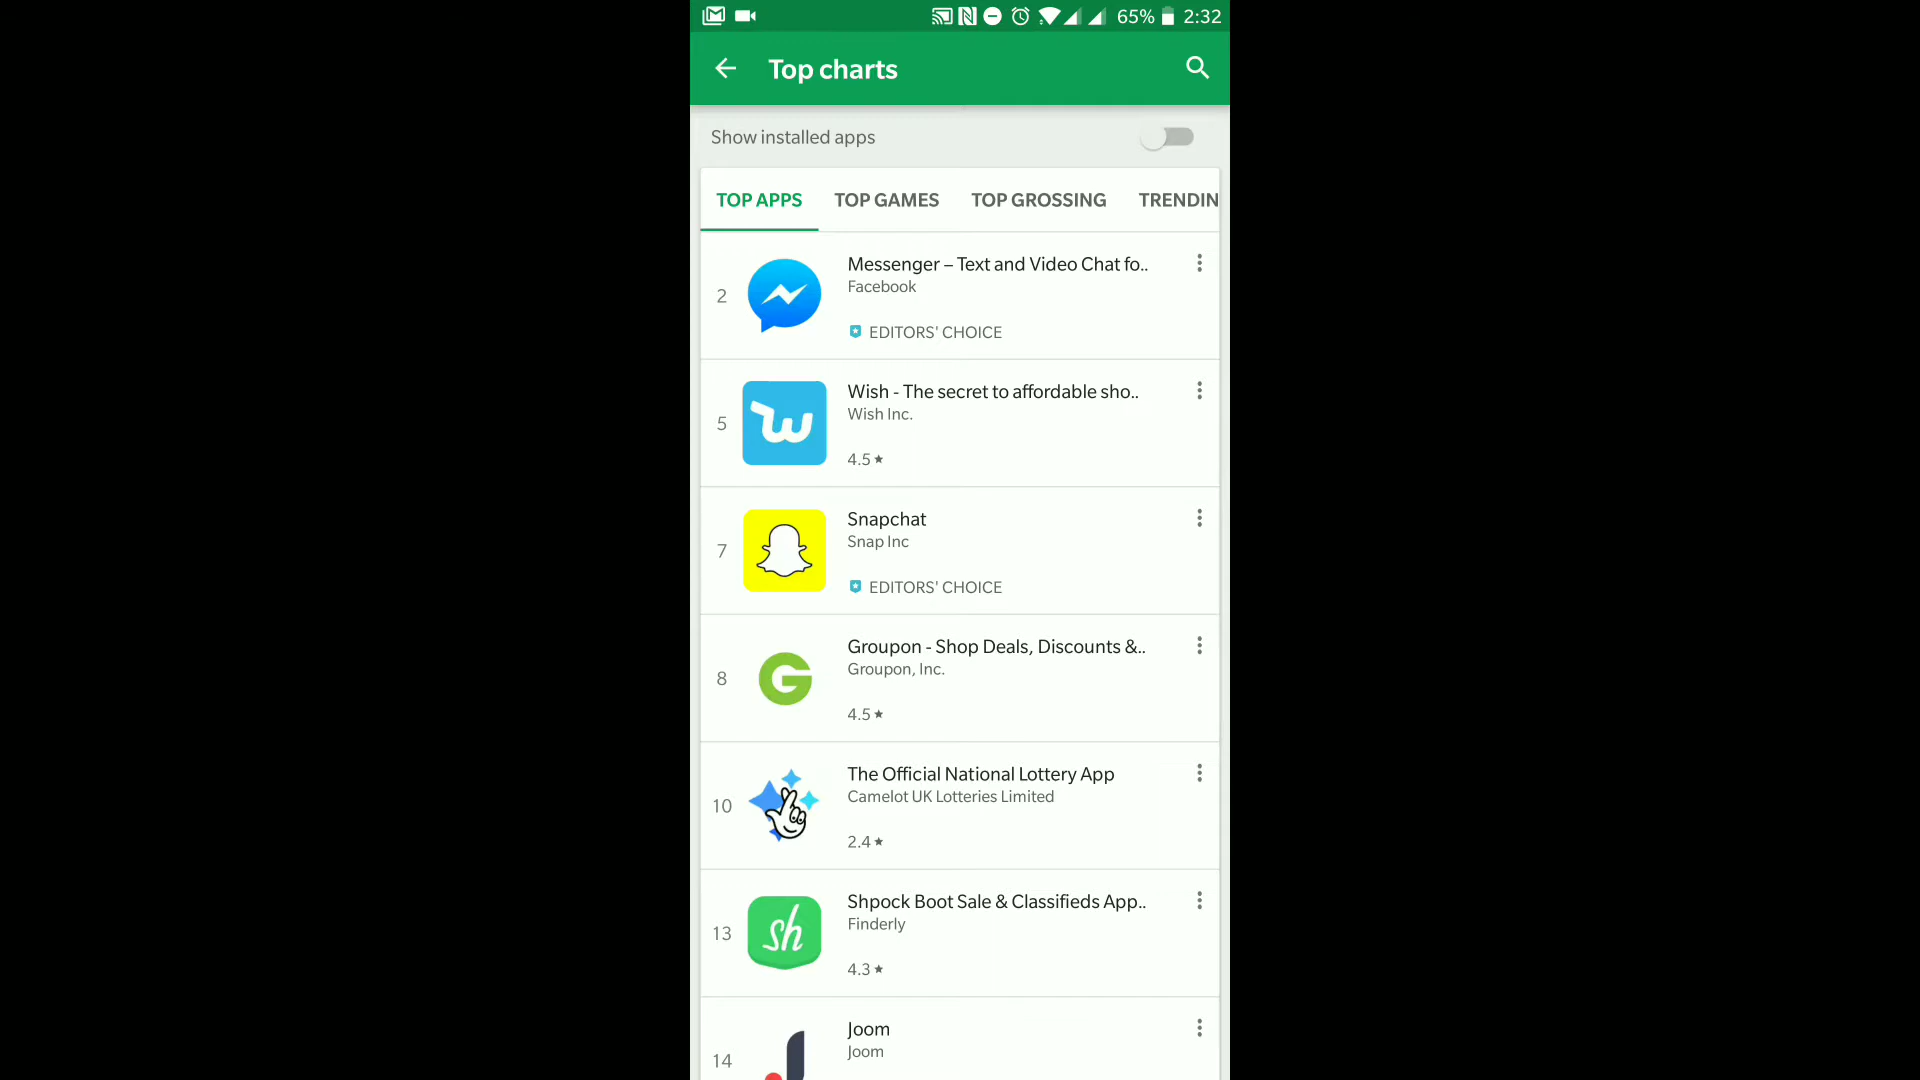 65% 2:32
Top charts
Show installed apps
TOP APPS TOP GAMES TOP GROSSING TRENDIN
2
Messenger – Text and Video Chat fo..
Facebook
EDITORS' CHOICE
5
Wish - The secret to affordable sho..
Wish Inc.
4.5
7
Snapchat
Snap Inc
EDITORS' CHOICE
8
Groupon - Shop Deals, Discounts &..
Groupon, Inc.
4.5
10
The Official National Lottery App
Camelot UK Lotteries Limited
2.4
13
sh
Shpock Boot Sale & Classifieds App..
Finderly
4.3
14
Joom
Joom